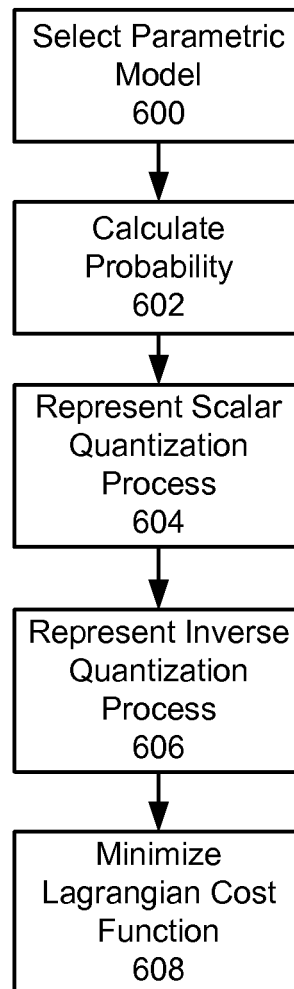 Select Parametric
Model
600
Calculate
Probability
602
Represent Scalar
Quantization
Process
604
Represent Inverse
Quantization
Process
606
Minimize
Lagrangian Cost
Function
608